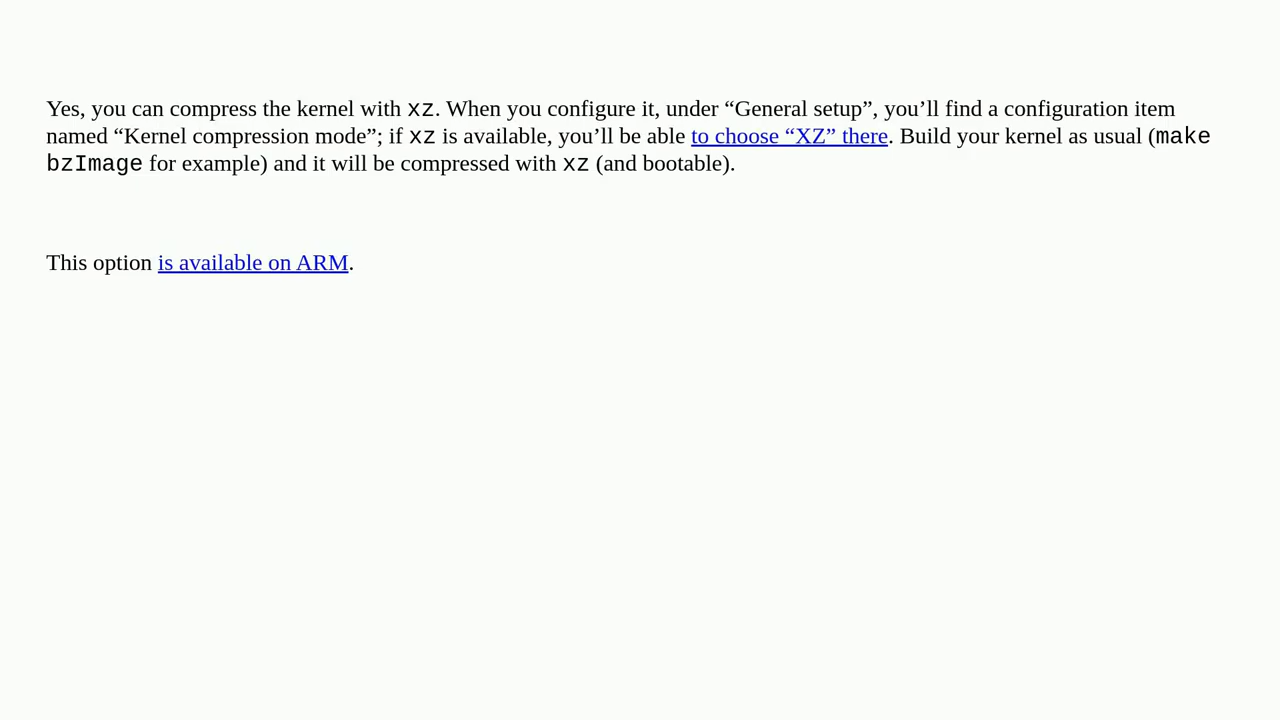 Yes, you can compress the kernel with xz. When you configure it, under “General setup”, you’ll find a configuration item
named “Kernel compression mode”; if xz is available, you’ll be able to choose “XZ” there. Build your kernel as usual (make
bzImage for example) and it will be compressed with xz (and bootable).
This option is available on ARM.